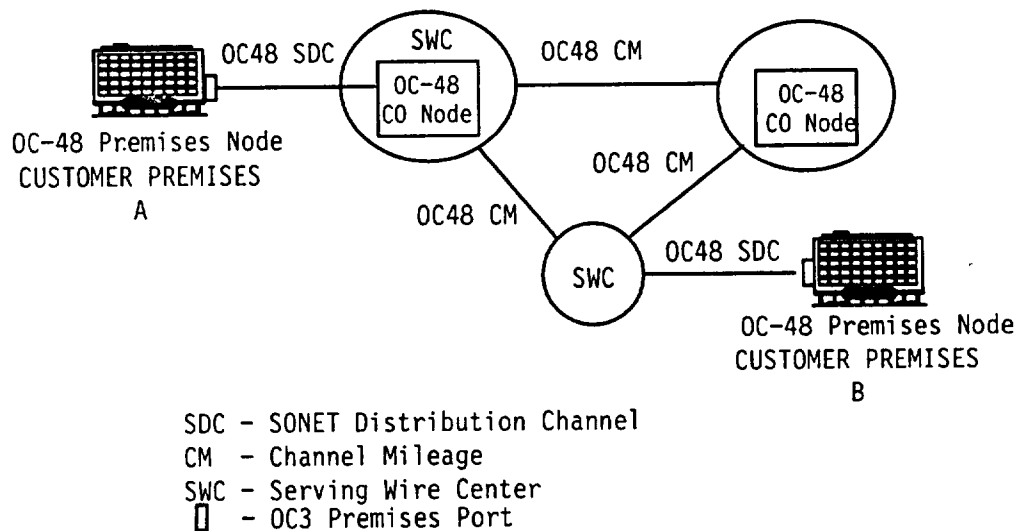 OC48 SDC
SWC
OC-48
CO Node
OC48 CM
OC-48
CO Node
OC-48 Premises Node
CUSTOMER PREMISES
A
OC48 CM
OC48 CM
SWC
OC48 SDC
OC-48 Premises Node
CUSTOMER PREMISES
B
SDC - SONET Distribution Channel
CM - Channel Mileage
SWC - Serving Wire Center
- OC3 Premises Port